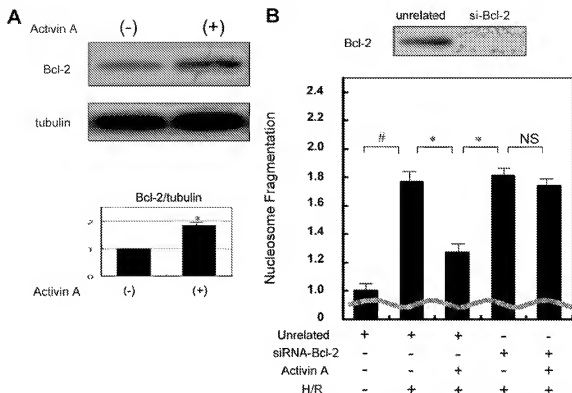 A
Activin A (-) (+)
Bcl-2
tubulin
Bcl-2/tubulin
2
*
1
0
Activin A (-) (+)
B
unrelated si-Bcl-2
Bcl-2
Nucleosome Fragmentation
2.4
2.2
1.8
1.6
1.2
1.0
0
# * * NS
Unrelated + + + - -
siRNA-Bcl-2 - - - + +
Activin A - - + - +
H/R - + + + +